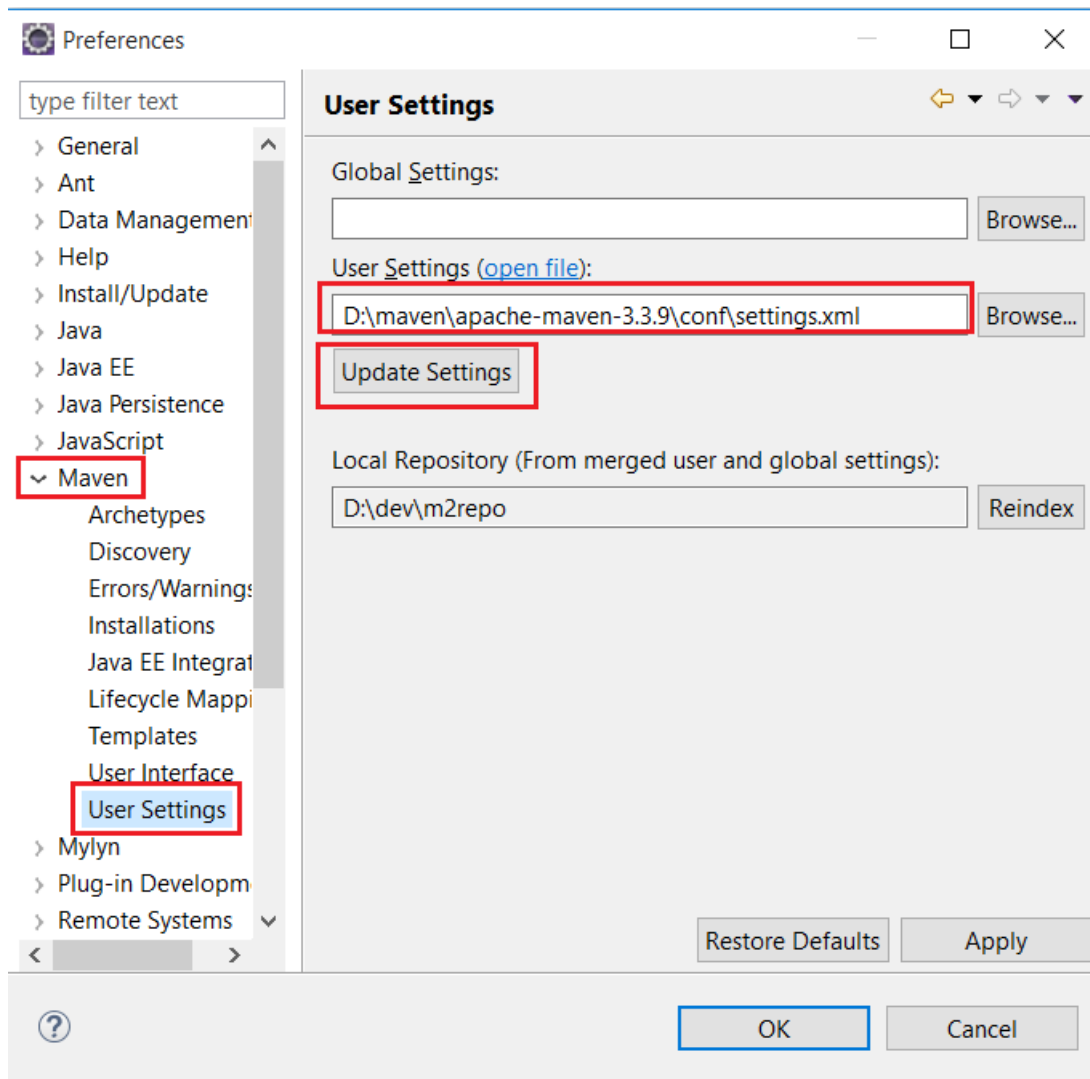 Preferences
type filter text
General
Ant
Data Management
Help
Install/Update
Java
Java EE
Java Persistence
JavaScript
Maven
Archetypes
Discovery
Errors/Warnings
Installations
Java EE Integrat
Lifecycle Mappi
Templates
User Interface
User Settings
Mylyn
Plug-in Developm
Remote Systems
User Settings
Global Settings:
Browse...
User Settings (open file):
D:\maven\apache-maven-3.3.9\conf\settings.xml Browse...
Update Settings
Local Repository (From merged user and global settings):
D:\dev\m2repo Reindex
Restore Defaults Apply
? OK Cancel